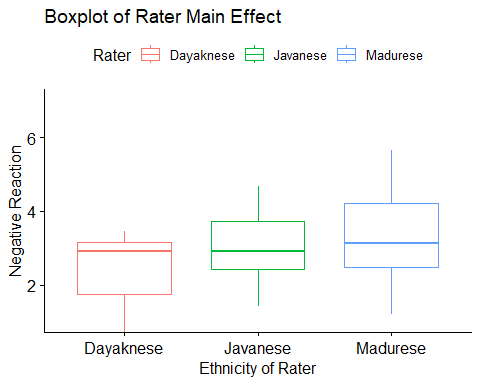 Boxplot of Rater Main Effect
Rater Dayaknese Javanese Madurese
Negative Reaction
6
4
2
Dayaknese Javanese Madurese
Ethnicity of Rater